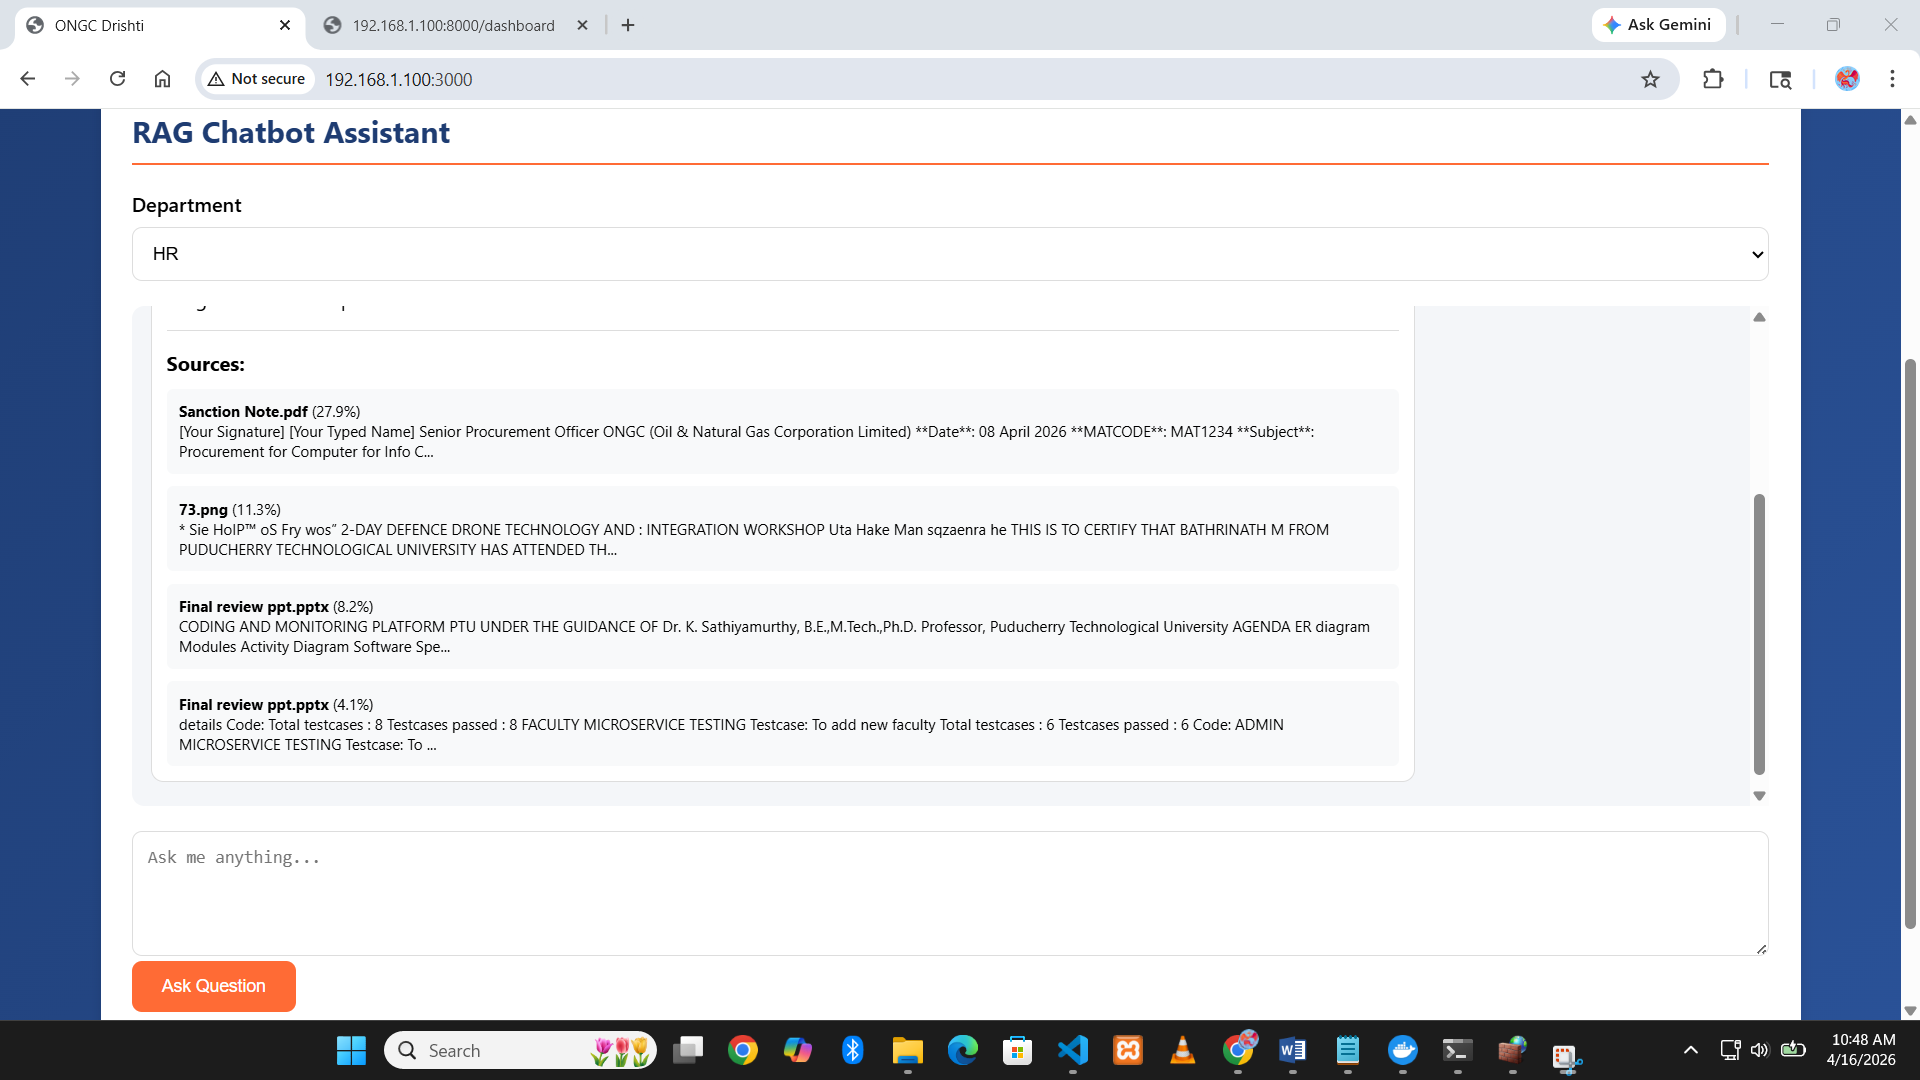 ONGC Drishti
192.168.1.100:8000/dashboard
Ask Gemini
Not secure
192.168.1.100:3000
RAG Chatbot Assistant
Department
HR
Sources:
Sanction Note.pdf (27.9%)
[Your Signature] [Your Typed Name] Senior Procurement Officer ONGC (Oil & Natural Gas Corporation Limited) **Date**: 08 April 2026 **MATCODE**: MAT1234 **Subject**:
Procurement for Computer for Info C...
73.png (11.3%)
* Sie HolP™ oS Fry wos” 2-DAY DEFENCE DRONE TECHNOLOGY AND : INTEGRATION WORKSHOP Uta Hake Man sqzaenra he THIS IS TO CERTIFY THAT BATHRINATH M FROM
PUDUCHERRY TECHNOLOGICAL UNIVERSITY HAS ATTENDED TH...
Final review ppt.pptx (8.2%)
CODING AND MONITORING PLATFORM PTU UNDER THE GUIDANCE OF Dr. K. Sathiyamurthy, B.E.,M.Tech.,Ph.D. Professor, Puducherry Technological University AGENDA ER diagram
Modules Activity Diagram Software Spe...
Final review ppt.pptx (4.1%)
details Code: Total testcases : 8 Testcases passed : 8 FACULTY MICROSERVICE TESTING Testcase: To add new faculty Total testcases : 6 Testcases passed : 6 Code: ADMIN
MICROSERVICE TESTING Testcase: To ...
Ask me anything...
Ask Question
Search
10:48 AM
4/16/2026